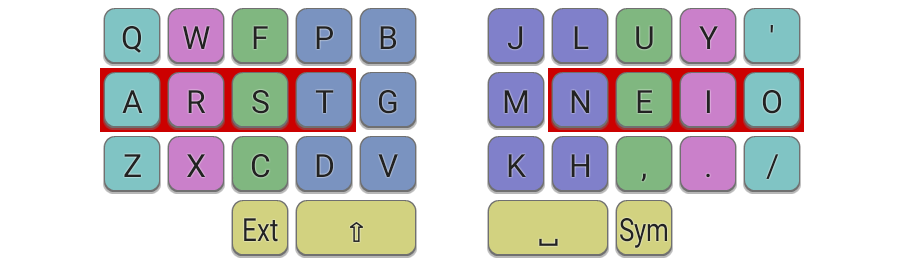 Q W F P B J L U Y '
A R S T G M N E I O
Z X C D V K H , . /
Ext ⇧ ⎵ Sym